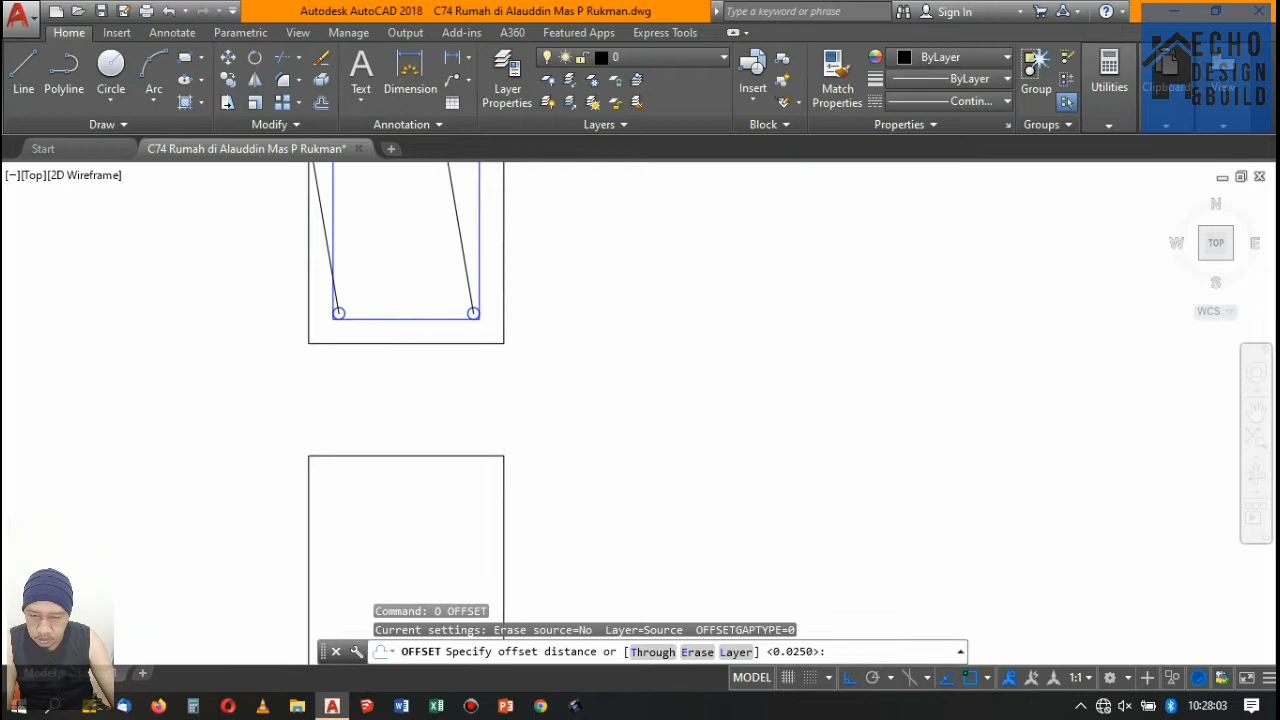 Autodesk AutoCAD 2018 C74 Rumah di Alauddin Mas P Rukman.dwg
Type a keyword or phrase
Sign In
Home Insert Annotate Parametric View Manage Output Add-ins A360 Featured Apps Express Tools
ECHO
DESIGN
&BUILD
0
ByLayer
ByLayer
Contin...
Line Polyline Circle Arc
Text Dimension
Layer
Properties
Insert
Match
Properties
Group
Utilities
Clipboard
View
Draw
Modify
Annotation
Layers
Block
Properties
Groups
Start
C74 Rumah di Alauddin Mas P Rukman*
[−][Top][2D Wireframe]
N
W TOP E
S
WCS
Command: O OFFSET
Current settings: Erase source=No Layer=Source OFFSETGAPTYPE=0
OFFSET Specify offset distance or [Through Erase Layer] <0.0250>:
Model
MODEL
1:1
10:28:03